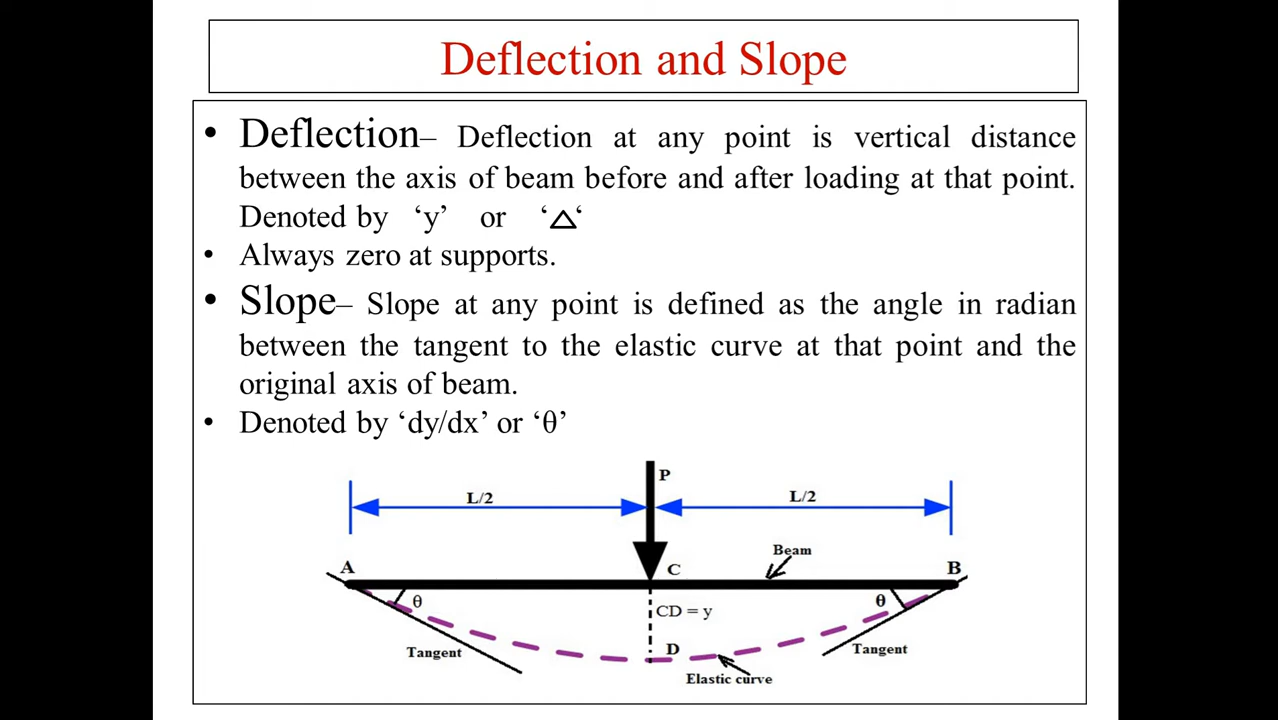 Deflection and Slope
• Deflection– Deflection at any point is vertical distance
between the axis of beam before and after loading at that point.
Denoted by ‘y’ or ‘△‘
• Always zero at supports.
• Slope– Slope at any point is defined as the angle in radian
between the tangent to the elastic curve at that point and the
original axis of beam.
• Denoted by ‘dy/dx’ or ‘θ’
P
L/2
L/2
Beam
A
C
B
θ
CD = y
θ
Tangent
D
Tangent
Elastic curve